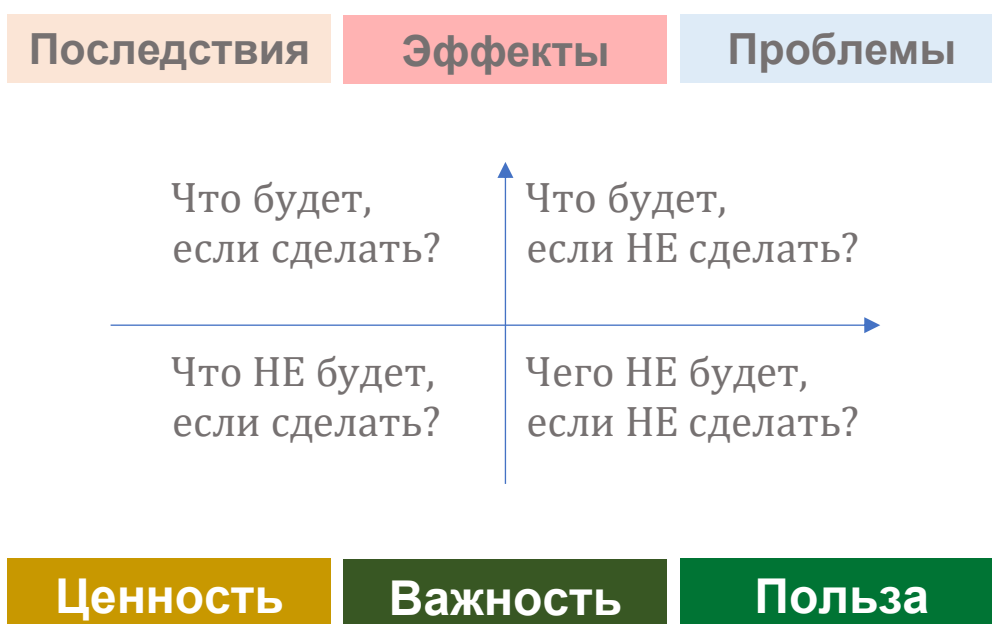 Последствия
Эффекты
Проблемы
Что будет,
если сделать?
Что будет,
если НЕ сделать?
Что НЕ будет,
если сделать?
Чего НЕ будет,
если НЕ сделать?
Ценность
Важность
Польза